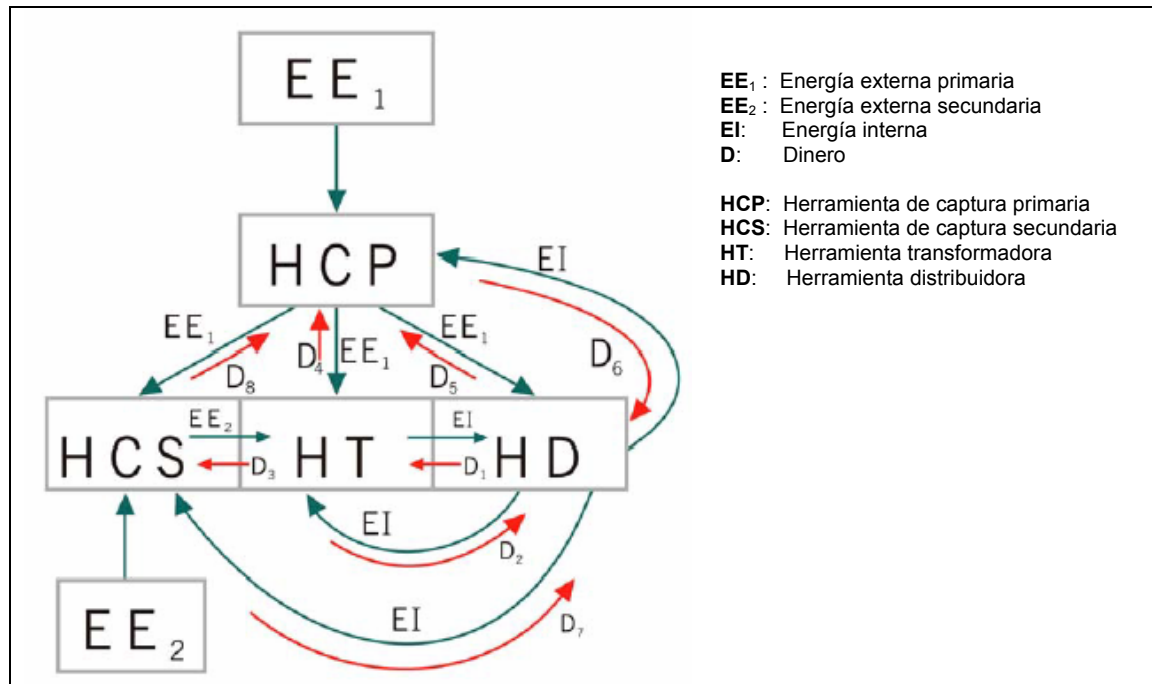 EE₁
HCP
EI
D₆
EE₁
D₈
D₄
EE₁
D₅
EE₁
HCS
EE₂
D₃
HT
EI
D₁
HD
EI
D₂
EE₂
EI
D₇
EE₁ : Energía externa primaria
EE₂ : Energía externa secundaria
EI: Energía interna
D: Dinero
HCP: Herramienta de captura primaria
HCS: Herramienta de captura secundaria
HT: Herramienta transformadora
HD: Herramienta distribuidora